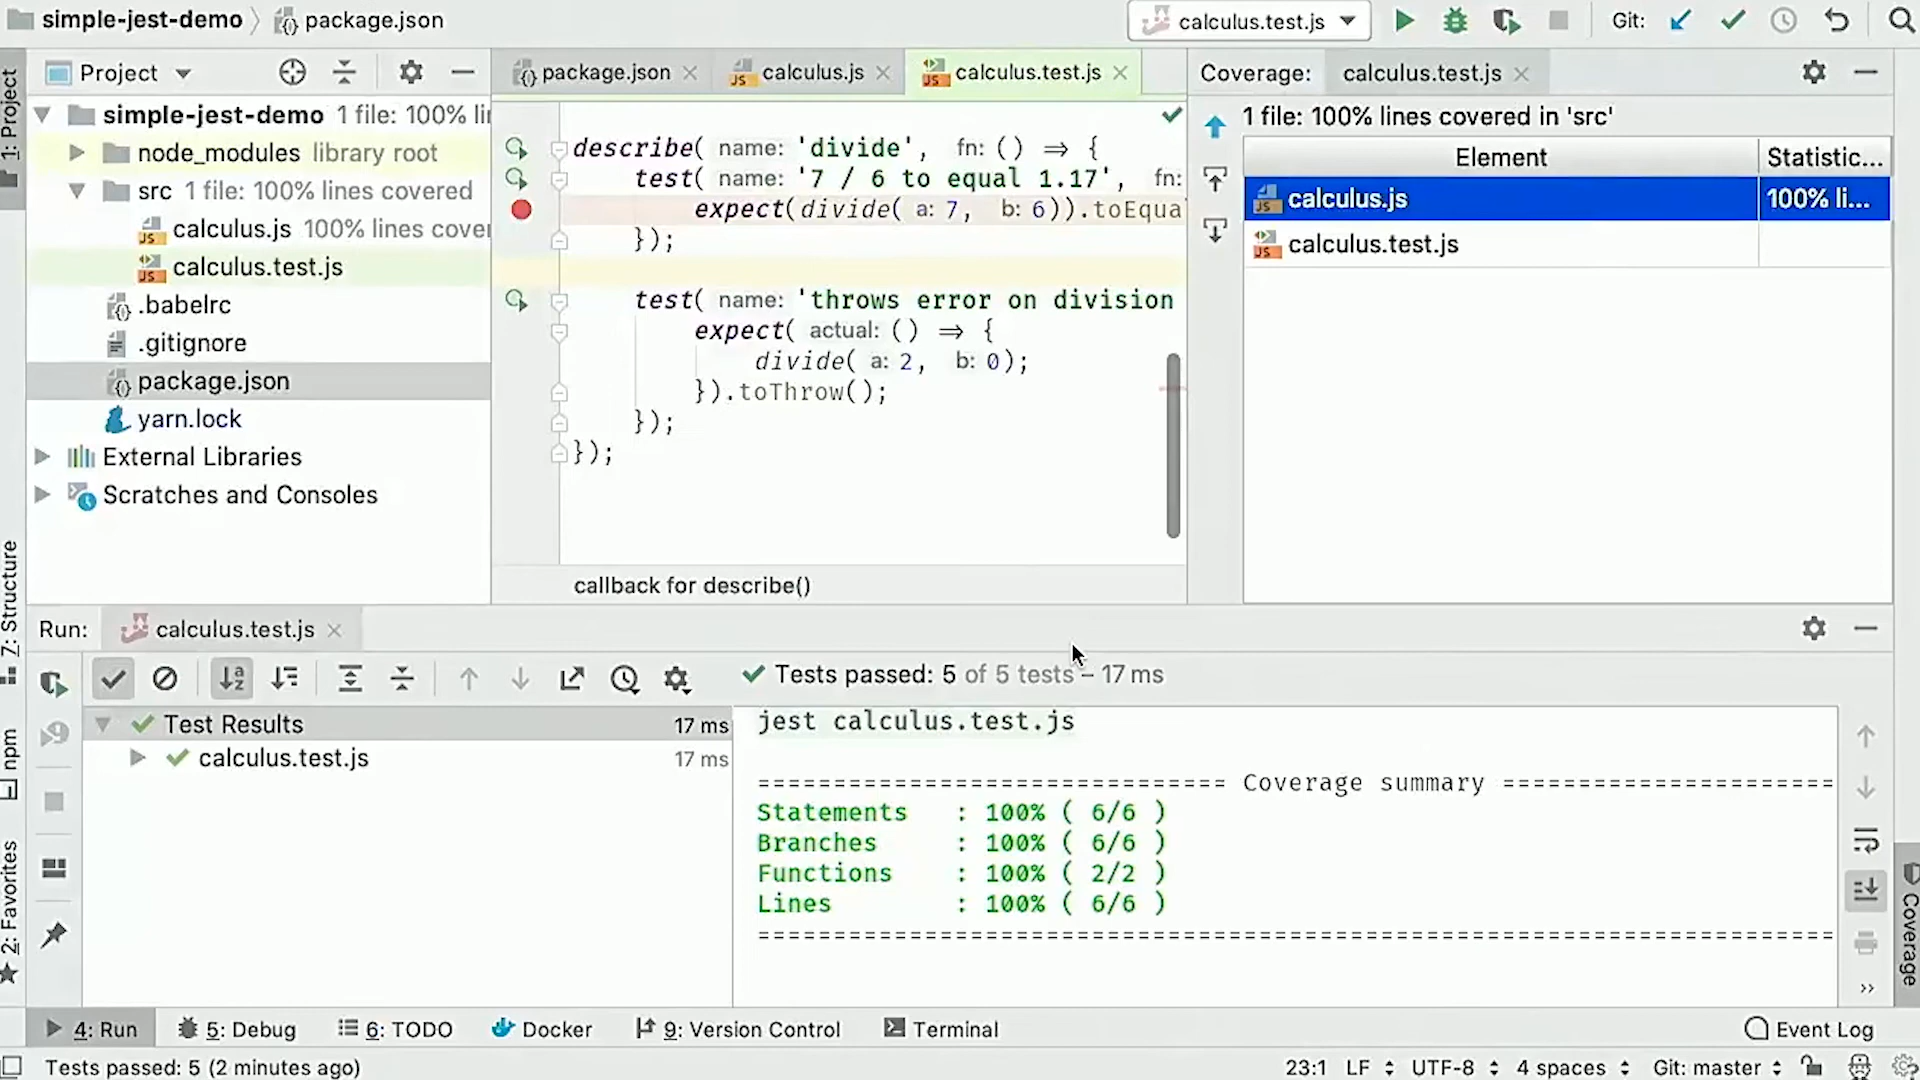 simple-jest-demo
package.json
calculus.test.js
Git:
1: Project
Project
simple-jest-demo 1 file: 100% li
node_modules library root
src 1 file: 100% lines covered
calculus.js 100% lines cove
calculus.test.js
.babelrc
.gitignore
package.json
yarn.lock
External Libraries
Scratches and Consoles
package.json
calculus.js
calculus.test.js
describe( name: 'divide', fn: () ⇒ {
test( name: '7 / 6 to equal 1.17', fn:
expect(divide( a: 7, b: 6)).toEqua
});
test( name: 'throws error on division
expect( actual: () ⇒ {
divide( a: 2, b: 0);
}).toThrow();
});
});
callback for describe()
Coverage:
calculus.test.js
1 file: 100% lines covered in 'src'
Element
Statistic...
calculus.js
100% li...
calculus.test.js
Z: Structure
npm
2: Favorites
Run:
calculus.test.js
Tests passed: 5 of 5 tests – 17 ms
Test Results
17 ms
calculus.test.js
17 ms
jest calculus.test.js
=============================== Coverage summary ======================
Statements : 100% ( 6/6 )
Branches : 100% ( 6/6 )
Functions : 100% ( 2/2 )
Lines : 100% ( 6/6 )
=======================================================================
Coverage
4: Run
5: Debug
6: TODO
Docker
9: Version Control
Terminal
Event Log
Tests passed: 5 (2 minutes ago)
23:1
LF
UTF-8
4 spaces
Git: master